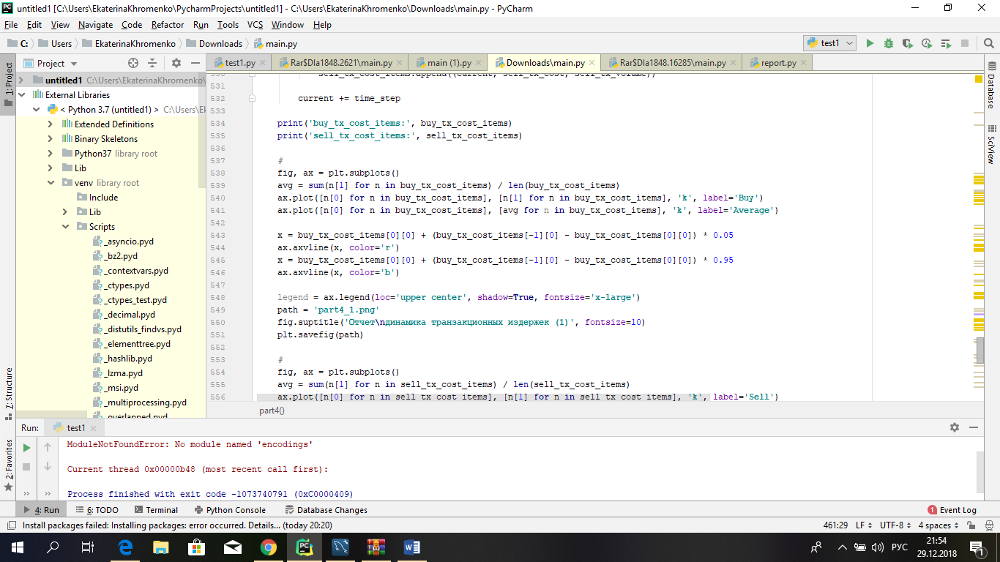 untitled1 [C:\Users\EkaterinaKhromenko\PycharmProjects\untitled1] - C:\Users\EkaterinaKhromenko\Downloads\main.py - PyCharm
File Edit View Navigate Code Refactor Run Tools VCS Window Help
C: Users EkaterinaKhromenko Downloads main.py test1
Project test1.py Rar$DIa1848.2621\main.py main (1).py Downloads\main.py Rar$DIa1848.16285\main.py report.py
1: Project
Database
SciView
untitled1 C:\Users\EkaterinaKhromenko\
External Libraries
< Python 3.7 (untitled1) > C:\Users\E
Extended Definitions
Binary Skeletons
Python37 library root
Lib
venv library root
Include
Lib
Scripts
_asyncio.pyd
_bz2.pyd
_contextvars.pyd
_ctypes.pyd
_ctypes_test.pyd
_decimal.pyd
_distutils_findvs.pyd
_elementtree.pyd
_hashlib.pyd
_lzma.pyd
_msi.pyd
_multiprocessing.pyd
_overlapped.pyd
530 sell_tx_cost_items.append((current, sell_tx_cost, sell_tx_volume))
531
532 current += time_step
533
534 print('buy_tx_cost_items:', buy_tx_cost_items)
535 print('sell_tx_cost_items:', sell_tx_cost_items)
536
537 #
538 fig, ax = plt.subplots()
539 avg = sum(n[1] for n in buy_tx_cost_items) / len(buy_tx_cost_items)
540 ax.plot([n[0] for n in buy_tx_cost_items], [n[1] for n in buy_tx_cost_items], 'k', label='Buy')
541 ax.plot([n[0] for n in buy_tx_cost_items], [avg for n in buy_tx_cost_items], 'k', label='Average')
542
543 x = buy_tx_cost_items[0][0] + (buy_tx_cost_items[-1][0] - buy_tx_cost_items[0][0]) * 0.05
544 ax.axvline(x, color='r')
545 x = buy_tx_cost_items[0][0] + (buy_tx_cost_items[-1][0] - buy_tx_cost_items[0][0]) * 0.95
546 ax.axvline(x, color='b')
547
548 legend = ax.legend(loc='upper center', shadow=True, fontsize='x-large')
549 path = 'part4_1.png'
550 fig.suptitle('Отчет\nдинамика транзакционных издержек (1)', fontsize=10)
551 plt.savefig(path)
552
553 #
554 fig, ax = plt.subplots()
555 avg = sum(n[1] for n in sell_tx_cost_items) / len(sell_tx_cost_items)
556 ax.plot([n[0] for n in sell_tx_cost_items], [n[1] for n in sell_tx_cost_items], 'k', label='Sell')
part4()
7: Structure
2: Favorites
Run: test1
ModuleNotFoundError: No module named 'encodings'
Current thread 0x00000b48 (most recent call first):
Process finished with exit code -1073740791 (0xC0000409)
4: Run 6: TODO Terminal Python Console Database Changes 1 Event Log
Install packages failed: Installing packages: error occurred. Details... (today 20:20) 461:29 LF UTF-8 4 spaces
РУС 21:54
29.12.2018 1